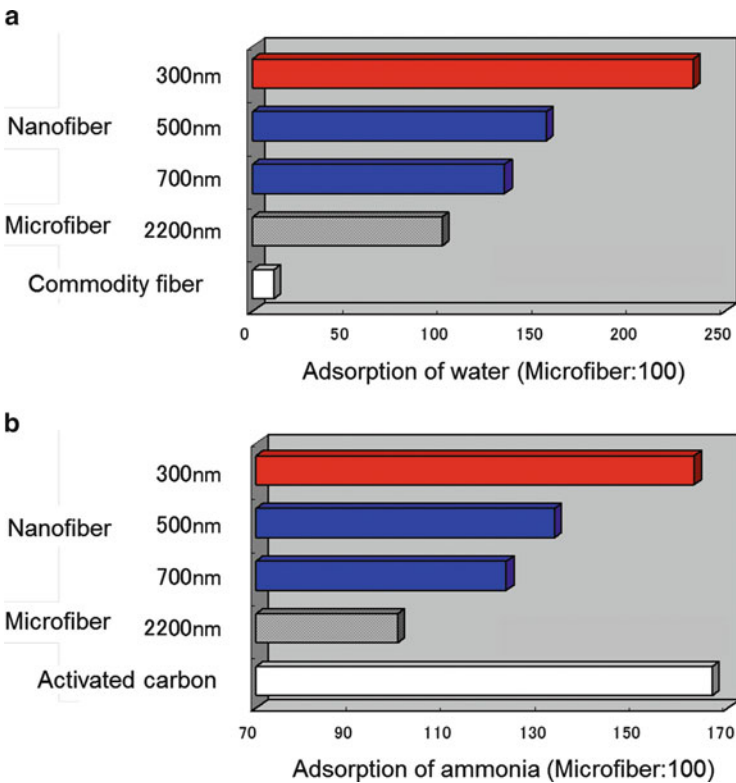 a
300nm
Nanofiber 500nm
700nm
Microfiber 2200nm
Commodity fiber
0 50 100 150 200 250
Adsorption of water (Microfiber:100)
b
300nm
Nanofiber 500nm
700nm
Microfiber 2200nm
Activated carbon
70 90 110 130 150 170
Adsorption of ammonia (Microfiber:100)